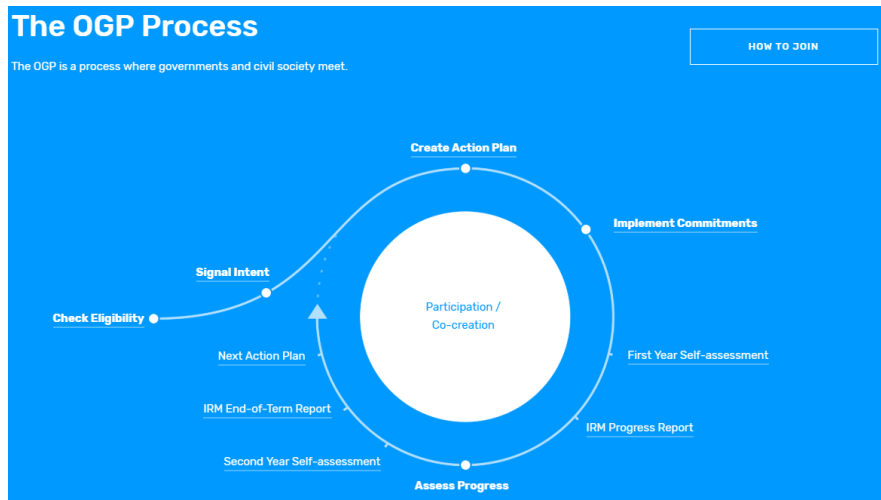 The OGP Process
HOW TO JOIN
The OGP is a process where governments and civil society meet.
Create Action Plan
Implement Commitments
Signal Intent
Check Eligibility
Participation /
Co-creation
Next Action Plan
First Year Self-assessment
IRM End-of-Term Report
IRM Progress Report
Second Year Self-assessment
Assess Progress